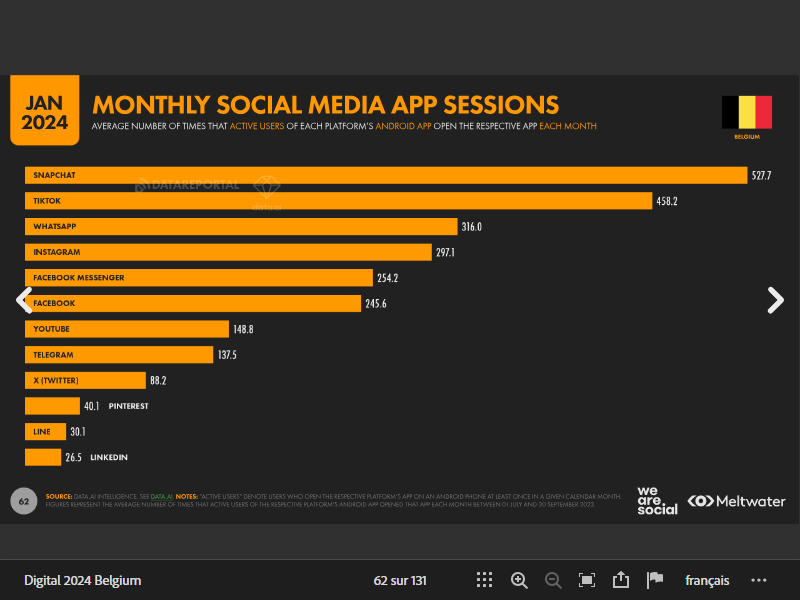 JAN
2024
MONTHLY SOCIAL MEDIA APP SESSIONS
AVERAGE NUMBER OF TIMES THAT ACTIVE USERS OF EACH PLATFORM'S ANDROID APP OPEN THE RESPECTIVE APP EACH MONTH
BELGIUM
SNAPCHAT 527.7
DATAREPORTAL
data.ai
TIKTOK 458.2
WHATSAPP 316.0
INSTAGRAM 297.1
FACEBOOK MESSENGER 254.2
FACEBOOK 245.6
YOUTUBE 148.8
TELEGRAM 137.5
X (TWITTER) 88.2
40.1 PINTEREST
LINE 30.1
26.5 LINKEDIN
62
SOURCE: DATA.AI INTELLIGENCE. SEE DATA.AI. NOTES: "ACTIVE USERS" DENOTE USERS WHO OPEN THE RESPECTIVE PLATFORM'S APP ON AN ANDROID PHONE AT LEAST ONCE IN A GIVEN CALENDAR MONTH.
FIGURES REPRESENT THE AVERAGE NUMBER OF TIMES THAT ACTIVE USERS OF THE RESPECTIVE PLATFORM'S ANDROID APP OPENED THAT APP EACH MONTH BETWEEN 01 JULY AND 30 SEPTEMBER 2023.
we
are
social
Meltwater
Digital 2024 Belgium
62 sur 131
français